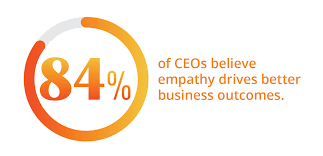 84%
of CEOs believe
empathy drives better
business outcomes.